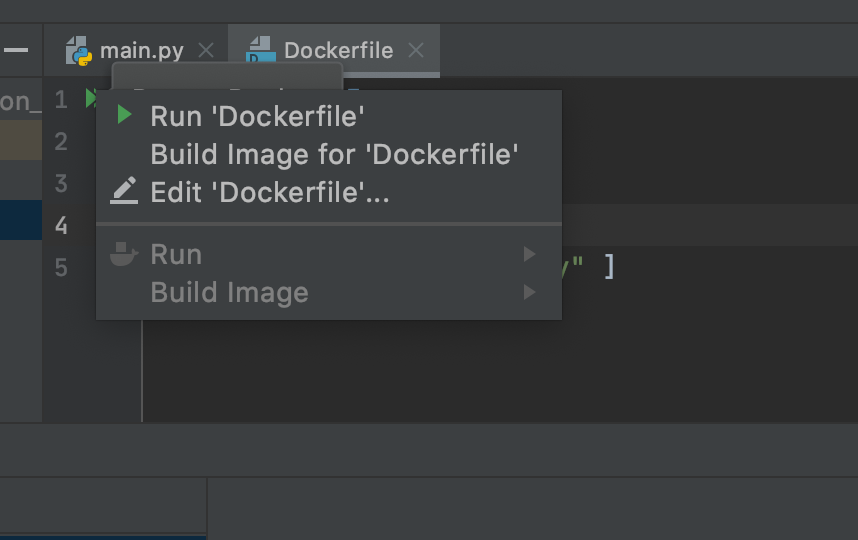 main.py
Dockerfile
on_
1
2
3
4
5
Run 'Dockerfile'
Build Image for 'Dockerfile'
Edit 'Dockerfile'...
Run
Build Image
y" ]